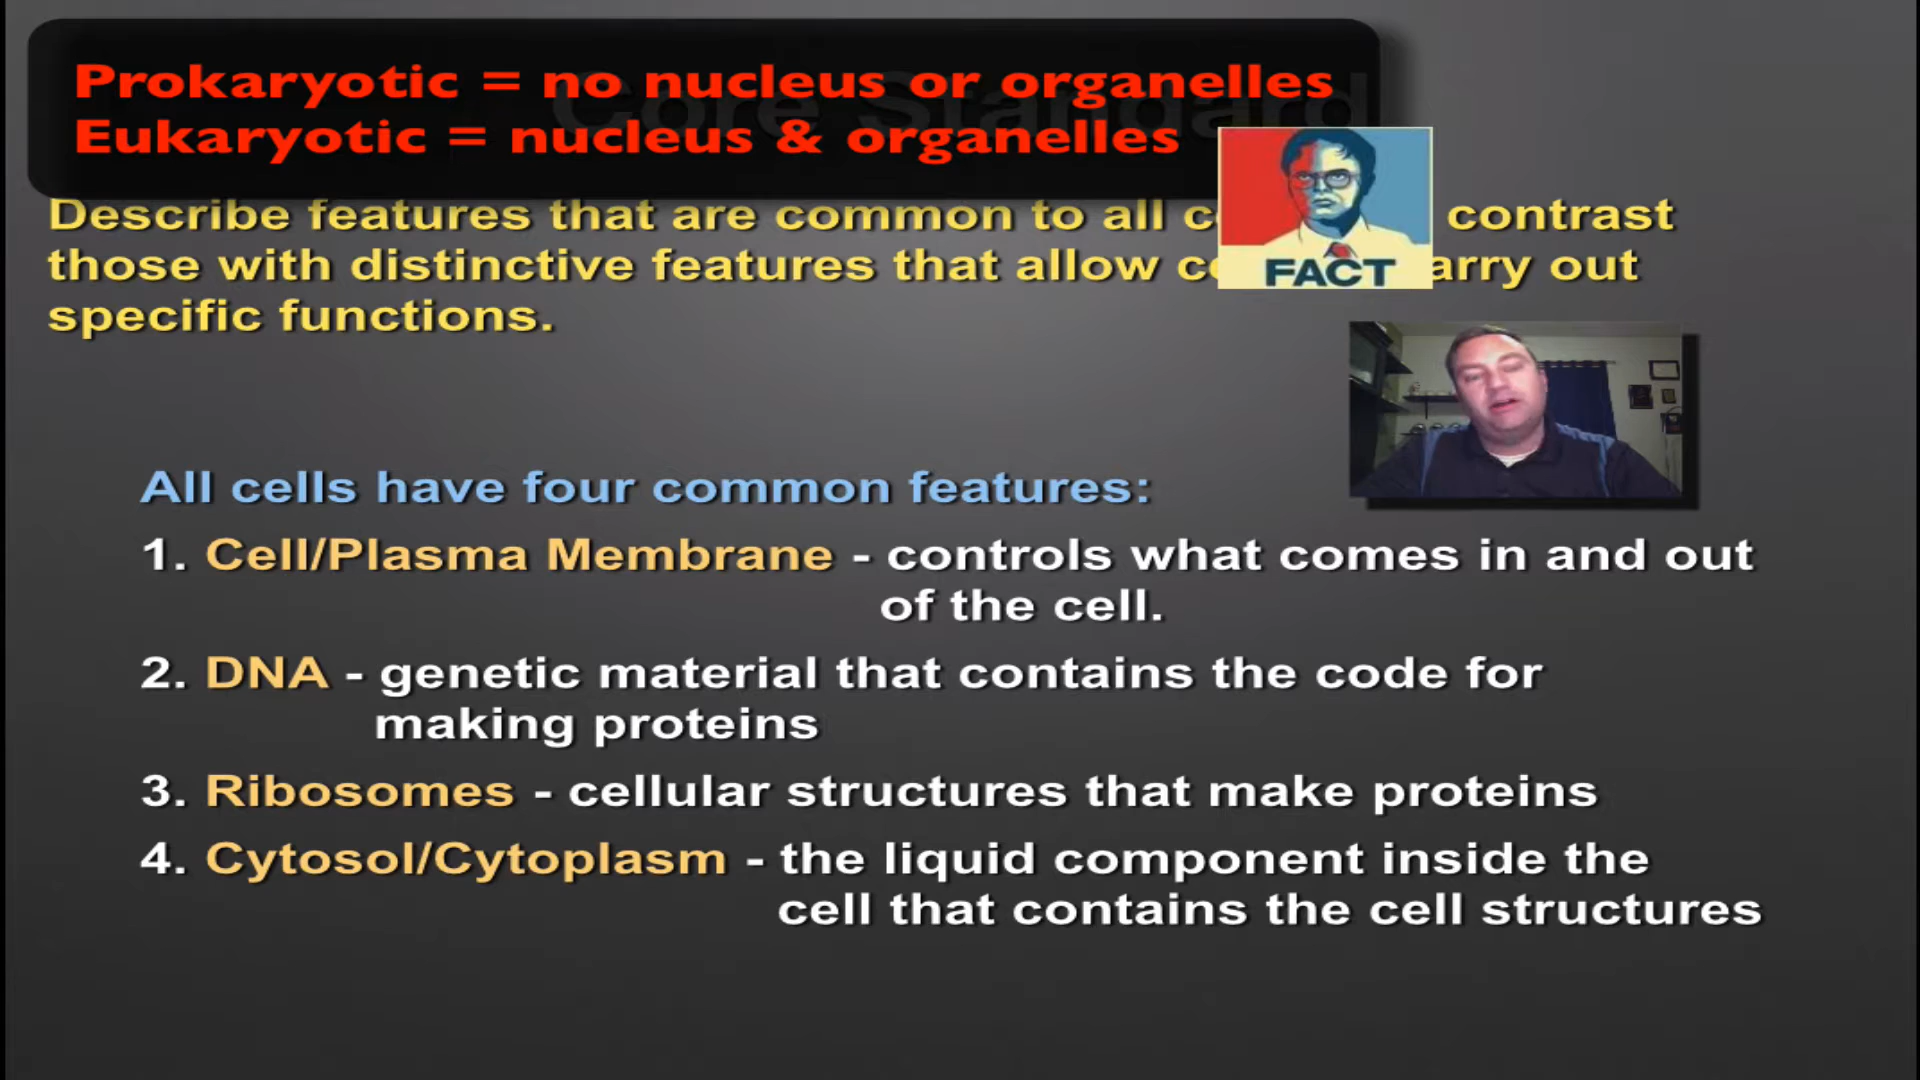 Prokaryotic = no nucleus or organelles
Eukaryotic = nucleus & organelles
Core Standard
Describe features that are common to all contrast
those with distinctive features that allow arry out
specific functions.
FACT
All cells have four common features:
1. Cell/Plasma Membrane - controls what comes in and out
of the cell.
2. DNA - genetic material that contains the code for
making proteins
3. Ribosomes - cellular structures that make proteins
4. Cytosol/Cytoplasm - the liquid component inside the
cell that contains the cell structures